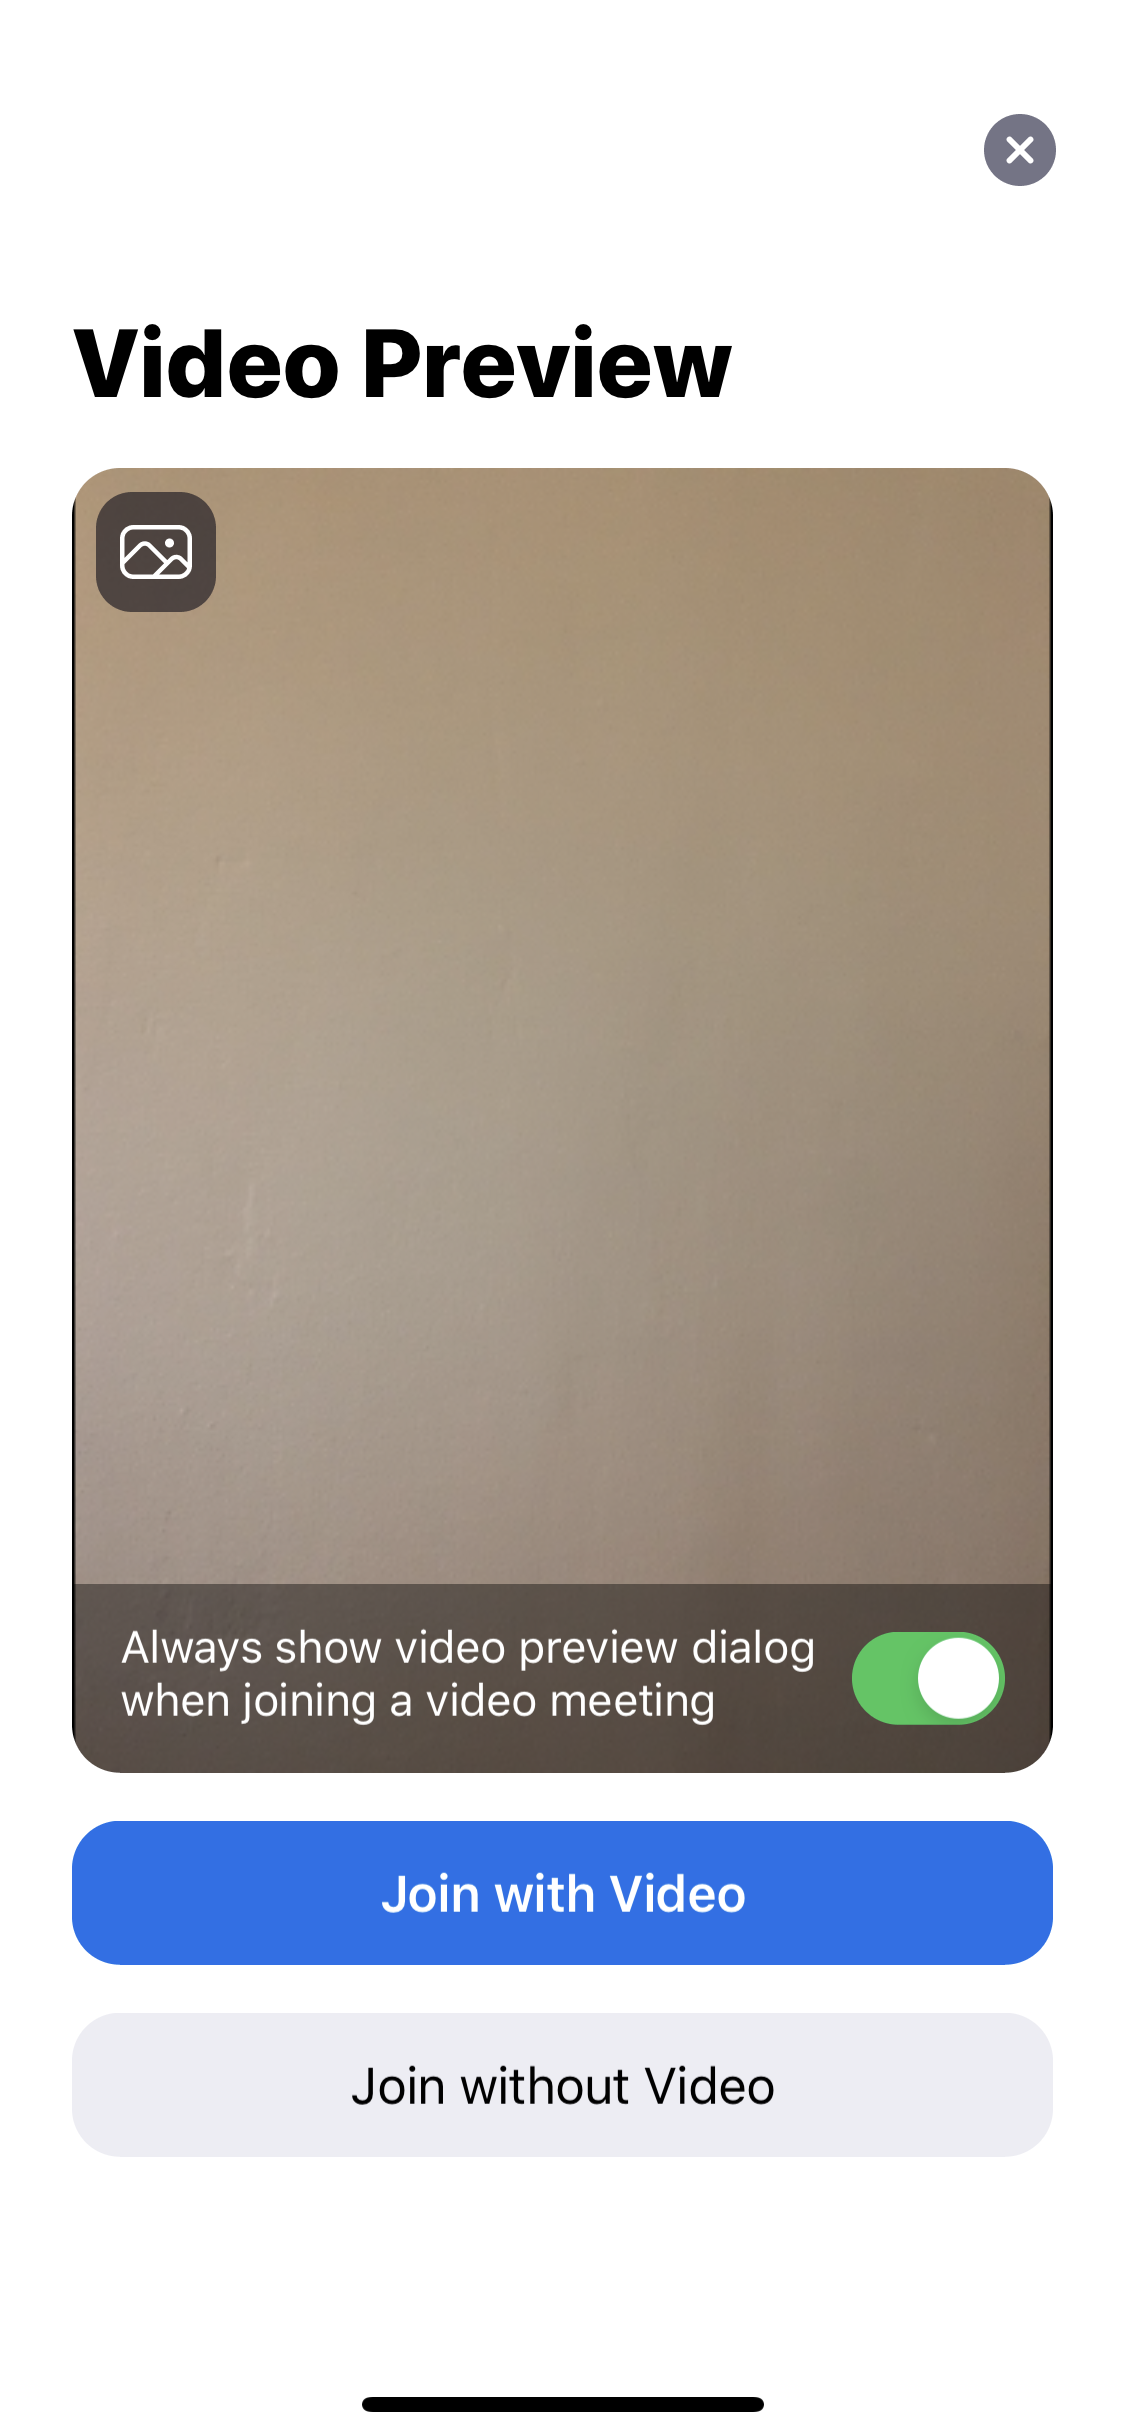 Video Preview
Always show video preview dialog
when joining a video meeting
Join with Video
Join without Video